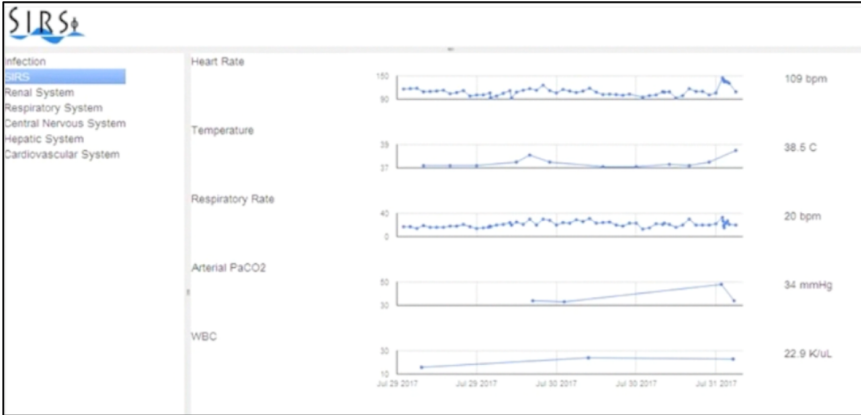 SIRS
Infection
SIRS
Renal System
Respiratory System
Central Nervous System
Hepatic System
Cardiovascular System
Heart Rate
150
90
109 bpm
Temperature
39
37
38.5 C
Respiratory Rate
40
0
20 bpm
Arterial PaCO2
50
30
34 mmHg
WBC
30
10
22.9 K/uL
Jul 29 2017 Jul 29 2017 Jul 30 2017 Jul 30 2017 Jul 31 2017